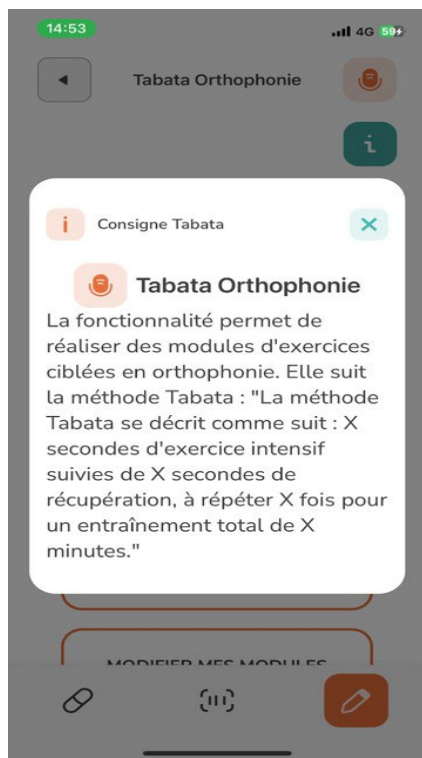 14:53
4G 59
Tabata Orthophonie
i
i Consigne Tabata
Tabata Orthophonie
La fonctionnalité permet de
réaliser des modules d'exercices
ciblées en orthophonie. Elle suit
la méthode Tabata : "La méthode
Tabata se décrit comme suit : X
secondes d'exercice intensif
suivies de X secondes de
récupération, à répéter X fois pour
un entraînement total de X
minutes."
MODIFIER MES MODULES